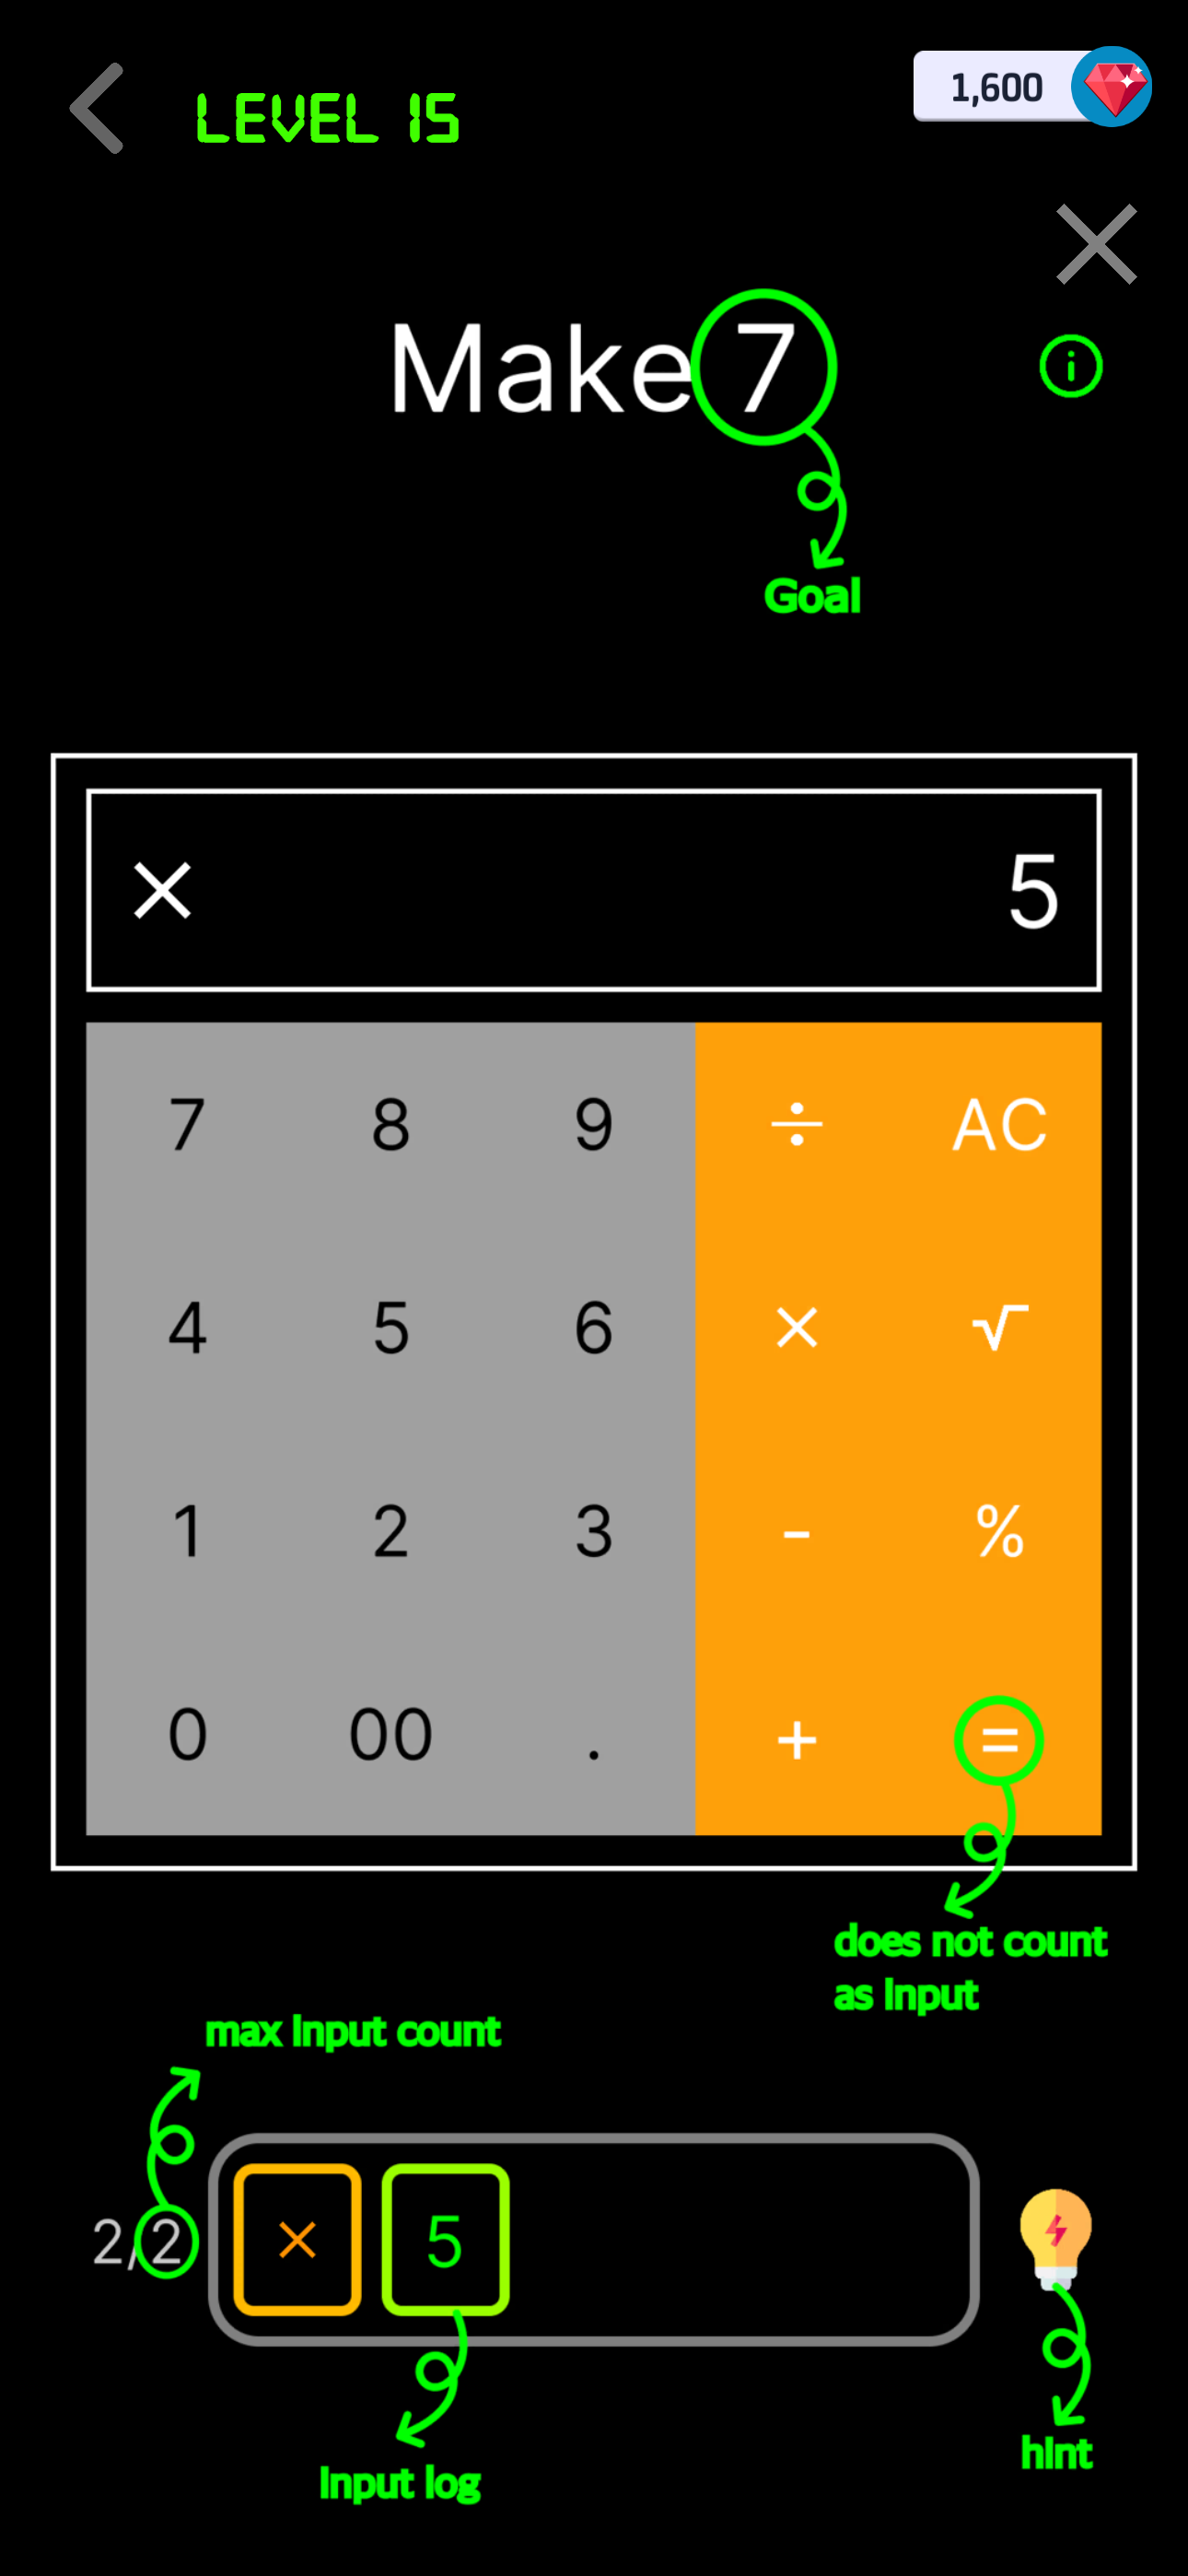 LEVEL 15
1,600
Make 7
Goal
× 5
7 8 9 ÷ AC
4 5 6 × √
1 2 3 - %
0 00 . + =
does not count
as input
max input count
2/2 × 5
hint
Input log